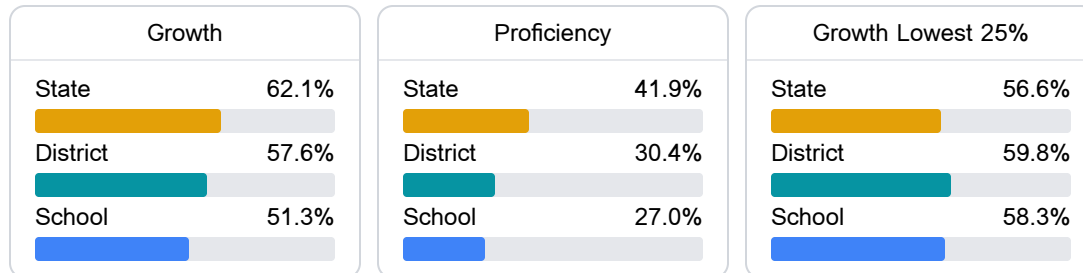 Growth
State 62.1%
District 57.6%
School 51.3%
Proficiency
State 41.9%
District 30.4%
School 27.0%
Growth Lowest 25%
State 56.6%
District 59.8%
School 58.3%